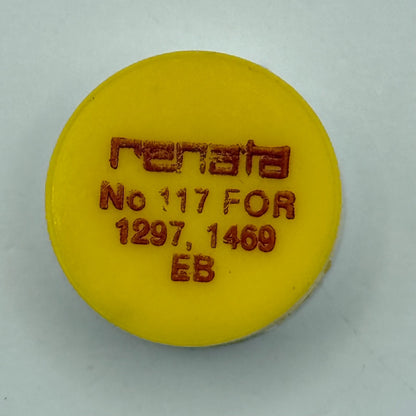 renata
No 117 FOR
1297, 1469
EB